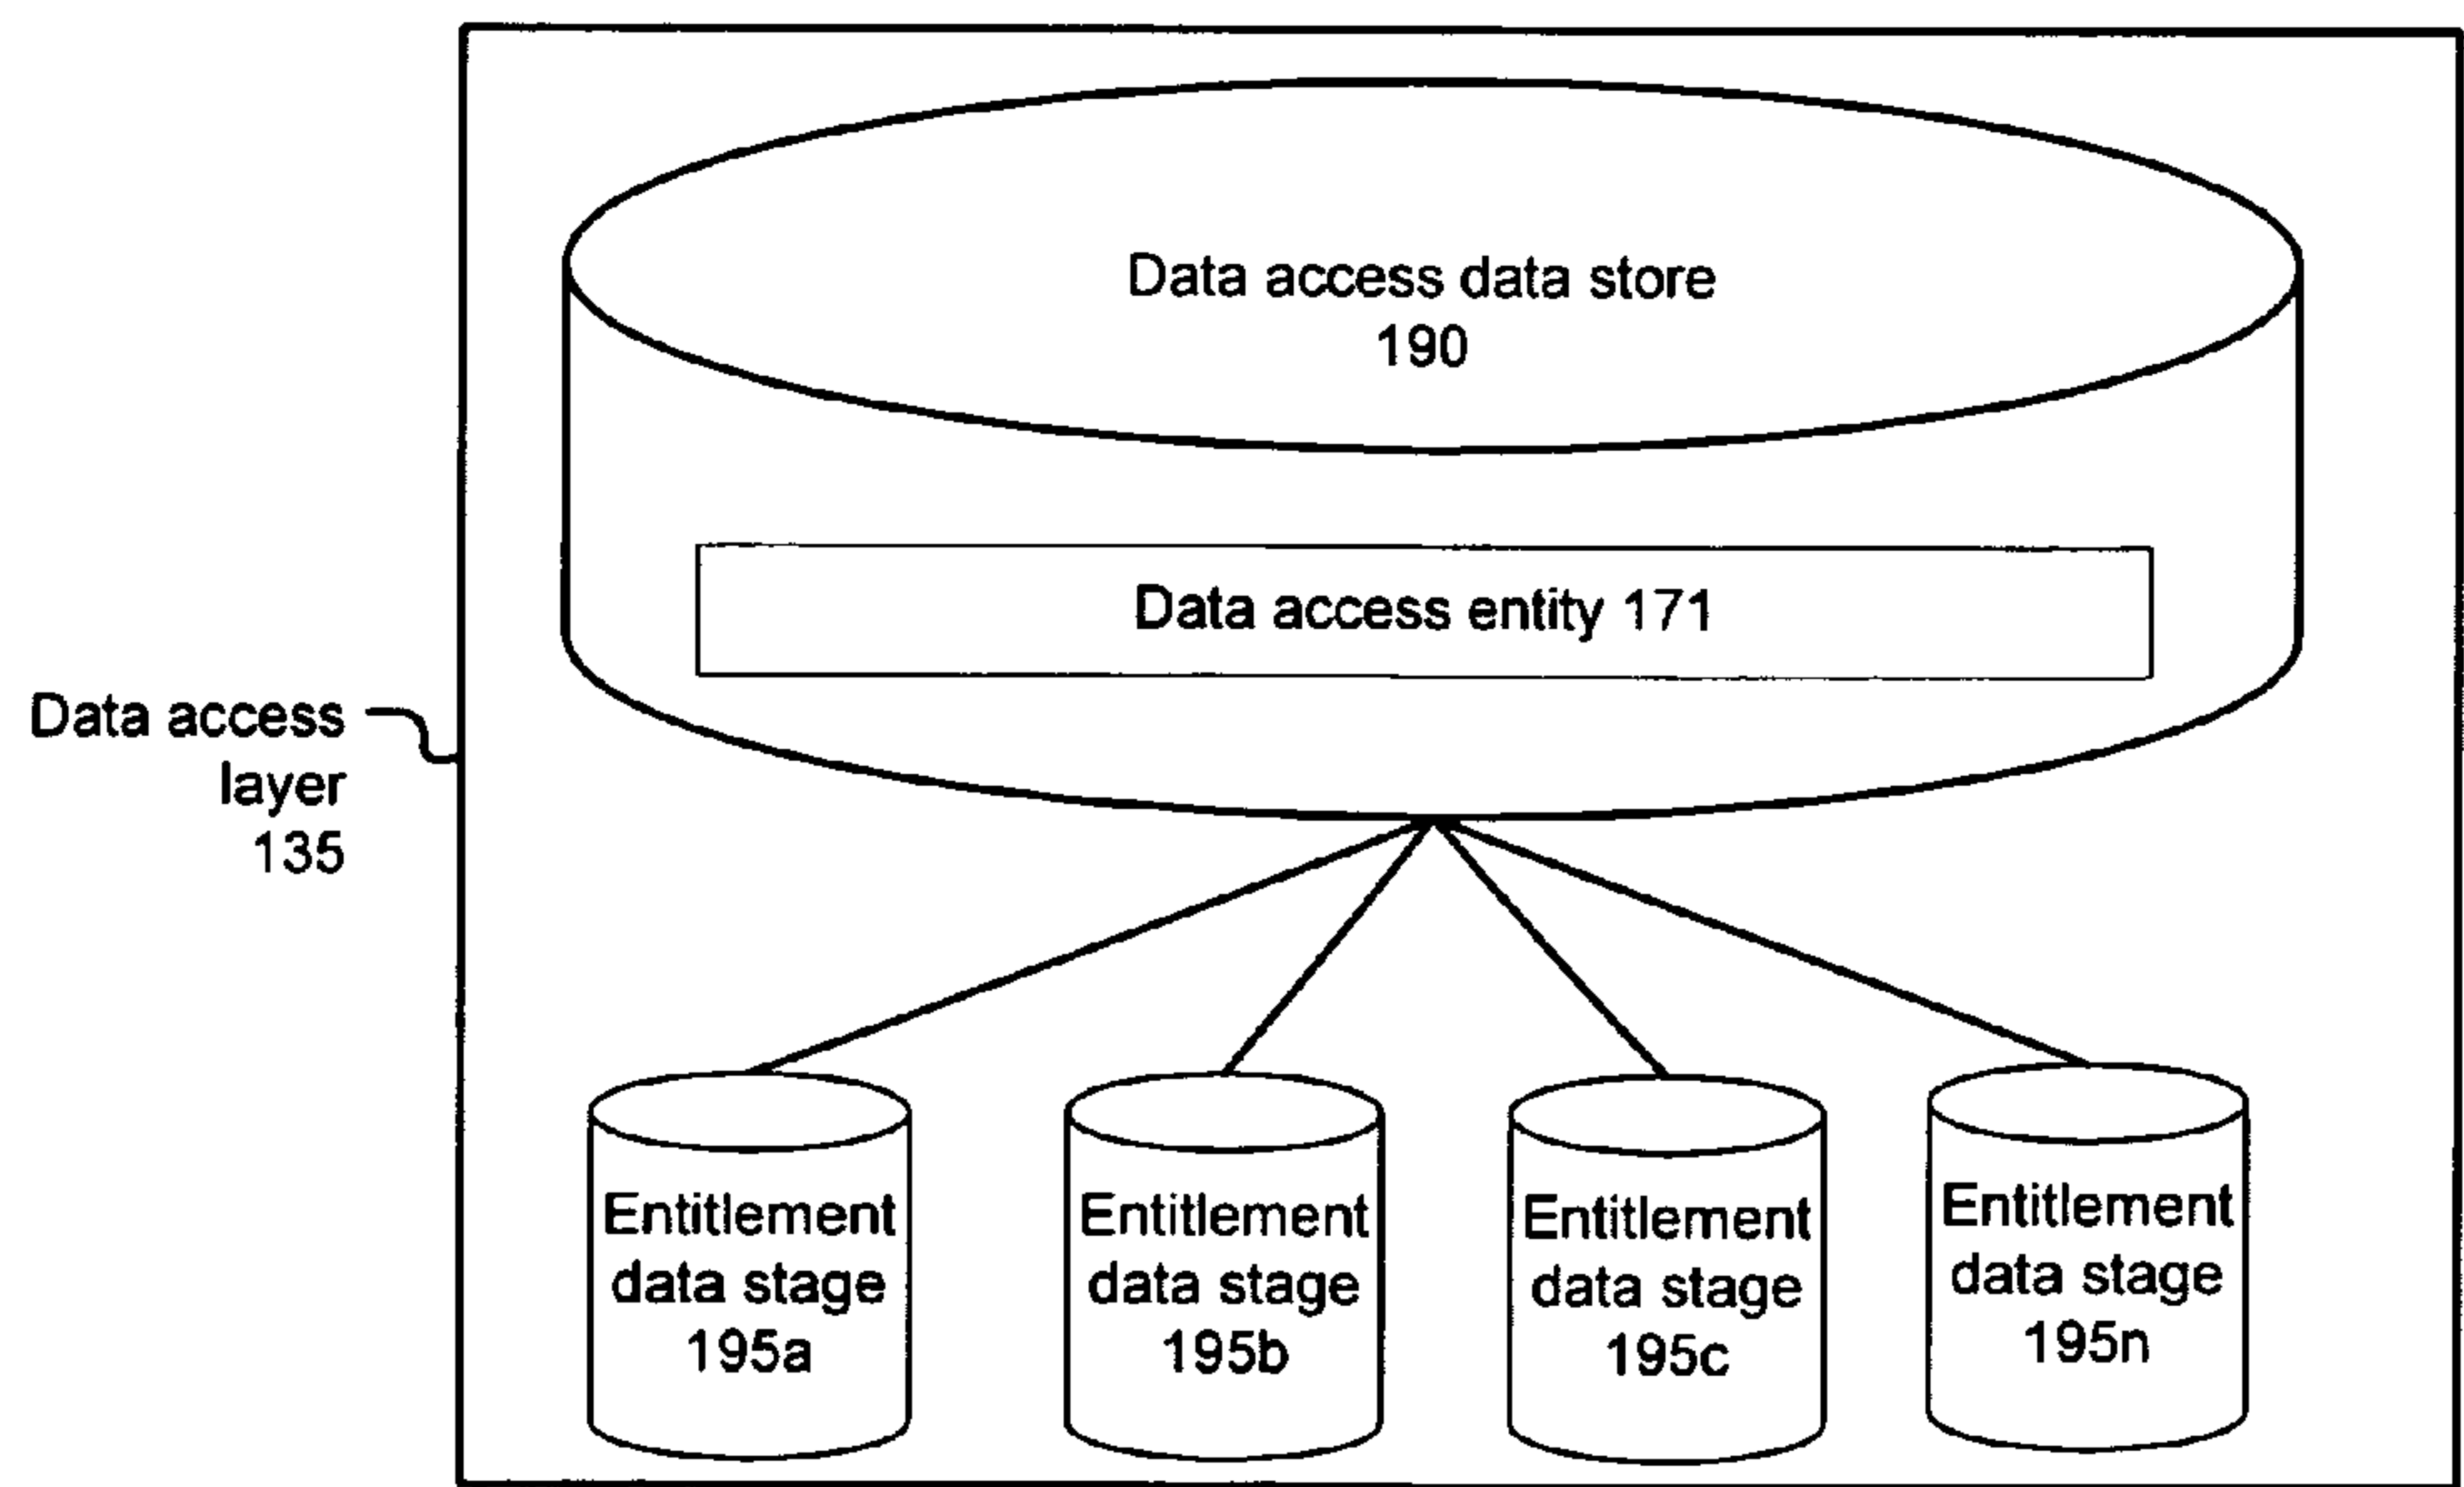 Data access data store
190
Data access entity 171
Data access
layer
135
Entitlement
data stage
195a
Entitlement
data stage
195b
Entitlement
data stage
195c
Entitlement
data stage
195n